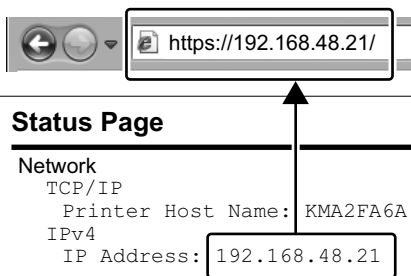 https://192.168.48.21/
Status Page
Network
TCP/IP
Printer Host Name: KMA2FA6A
IPv4
IP Address: 192.168.48.21